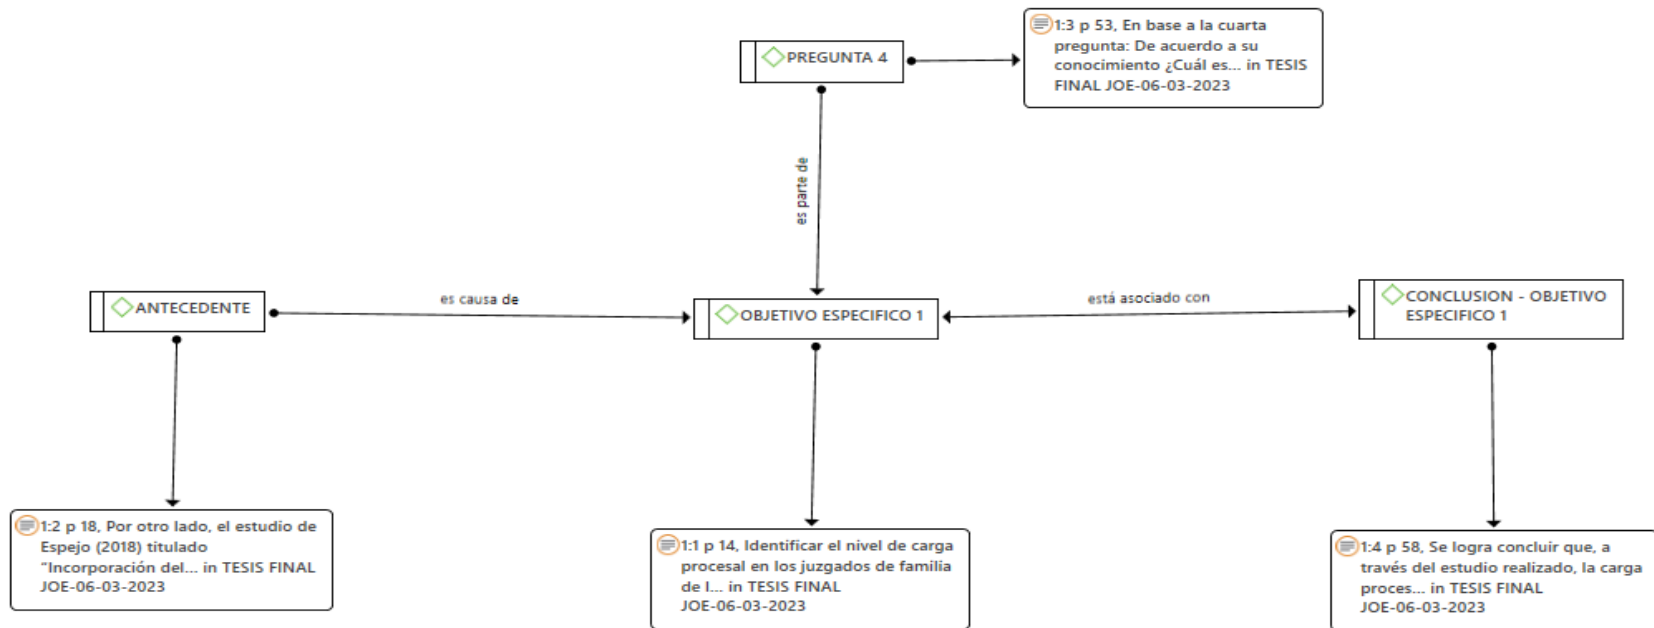 1:3 p 53, En base a la cuarta
pregunta: De acuerdo a su
conocimiento ¿Cuál es... in TESIS
FINAL JOE-06-03-2023
PREGUNTA 4
es parte de
ANTECEDENTE
es causa de
OBJETIVO ESPECIFICO 1
está asociado con
CONCLUSION - OBJETIVO
ESPECIFICO 1
1:2 p 18, Por otro lado, el estudio de
Espejo (2018) titulado
"Incorporación del... in TESIS FINAL
JOE-06-03-2023
1:1 p 14, Identificar el nivel de carga
procesal en los juzgados de familia
de l... in TESIS FINAL
JOE-06-03-2023
1:4 p 58, Se logra concluir que, a
través del estudio realizado, la carga
proces... in TESIS FINAL
JOE-06-03-2023